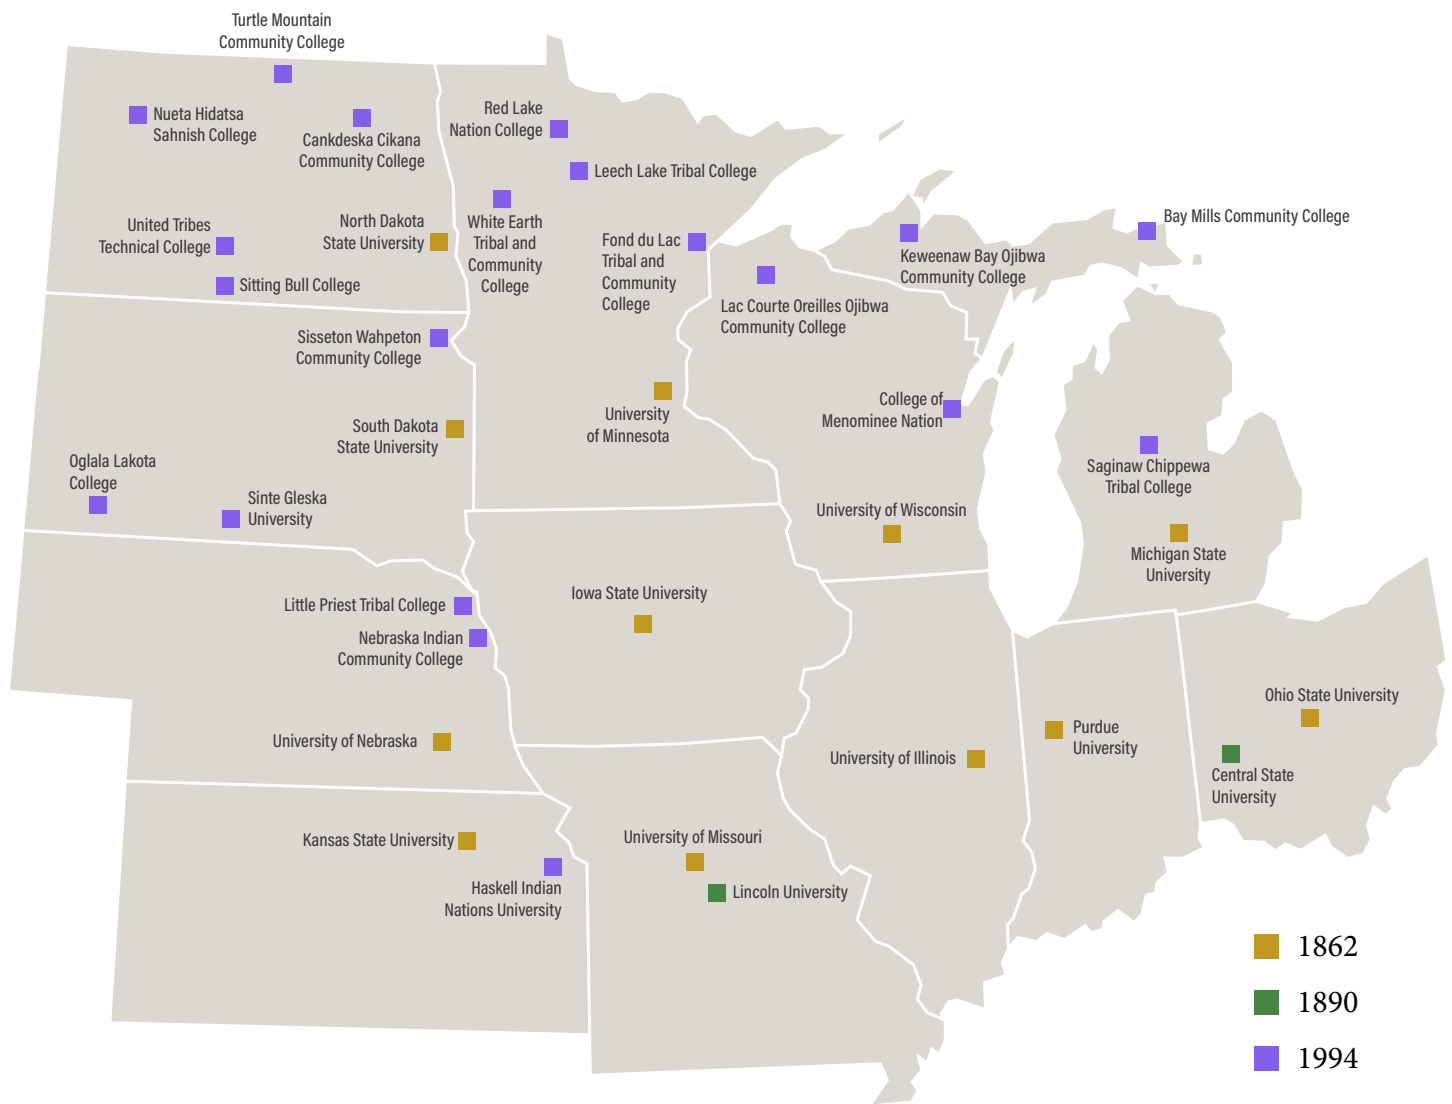 Turtle Mountain
Community College
Nueta Hidatsa
Sahnish College
Cankdeska Cikana
Community College
Red Lake
Nation College
Leech Lake Tribal College
United Tribes
Technical College
North Dakota
State University
White Earth
Tribal and
Community
College
Fond du Lac
Tribal and
Community
College
Bay Mills Community College
Keweenaw Bay Ojibwa
Community College
Sitting Bull College
Lac Courte Oreilles Ojibwa
Community College
Sisseton Wahpeton
Community College
College of
Menominee Nation
University
of Minnesota
South Dakota
State University
Oglala Lakota
College
Sinte Gleska
University
Saginaw Chippewa
Tribal College
University of Wisconsin
Michigan State
University
Iowa State University
Little Priest Tribal College
Nebraska Indian
Community College
University of Nebraska
Ohio State University
Purdue
University
University of Illinois
Central State
University
Kansas State University
University of Missouri
Haskell Indian
Nations University
Lincoln University
1862
1890
1994